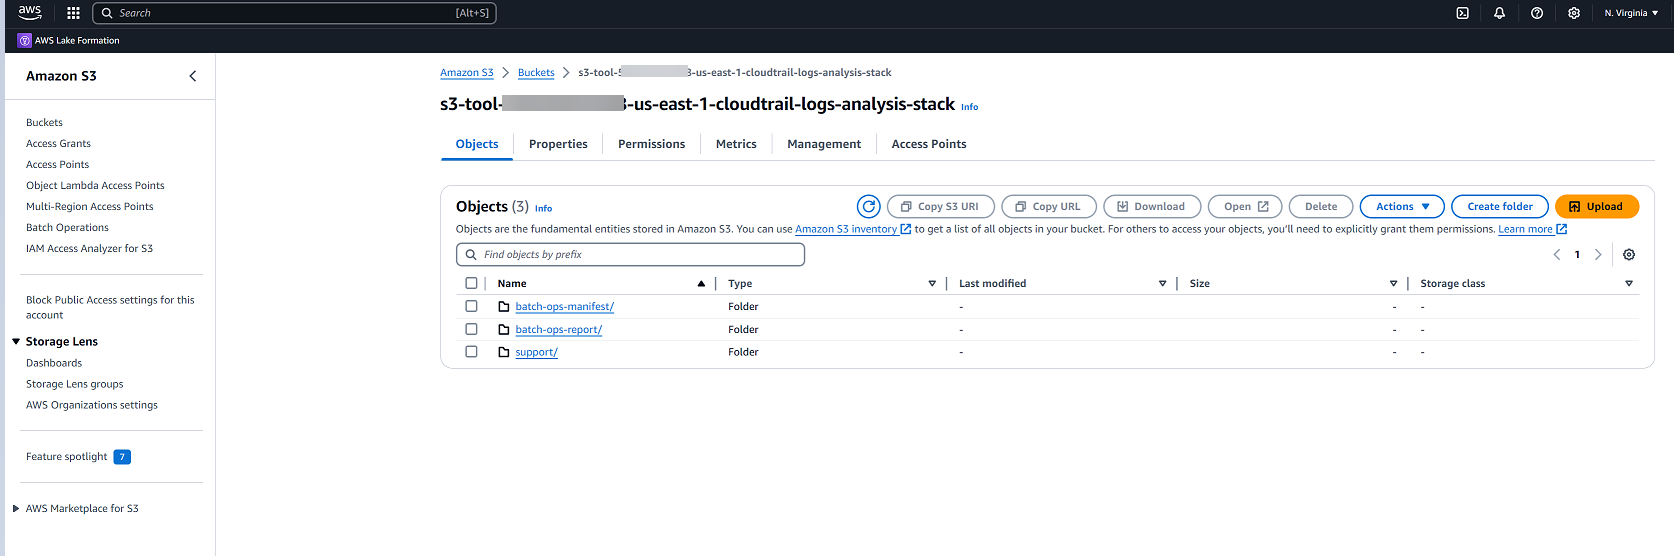 aws Search [Alt+S] N. Virginia
AWS Lake Formation
Amazon S3
Buckets
Access Grants
Access Points
Object Lambda Access Points
Multi-Region Access Points
Batch Operations
IAM Access Analyzer for S3
Block Public Access settings for this
account
Storage Lens
Dashboards
Storage Lens groups
AWS Organizations settings
Feature spotlight 7
AWS Marketplace for S3
Amazon S3 > Buckets > s3-tool- -us-east-1-cloudtrail-logs-analysis-stack
s3-tool- -us-east-1-cloudtrail-logs-analysis-stack Info
Objects Properties Permissions Metrics Management Access Points
Objects (3) Info Copy S3 URI Copy URL Download Open Delete Actions Create folder Upload
Objects are the fundamental entities stored in Amazon S3. You can use Amazon S3 inventory to get a list of all objects in your bucket. For others to access your objects, you'll need to explicitly grant them permissions. Learn more
Find objects by prefix 1
Name Type Last modified Size Storage class
batch-ops-manifest/ Folder - - -
batch-ops-report/ Folder - - -
support/ Folder - - -